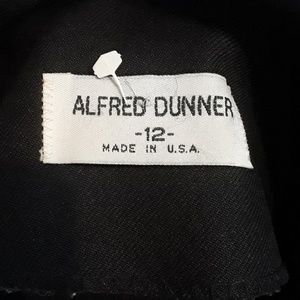 ALFRED DUNNER
-12-
MADE IN U.S.A.